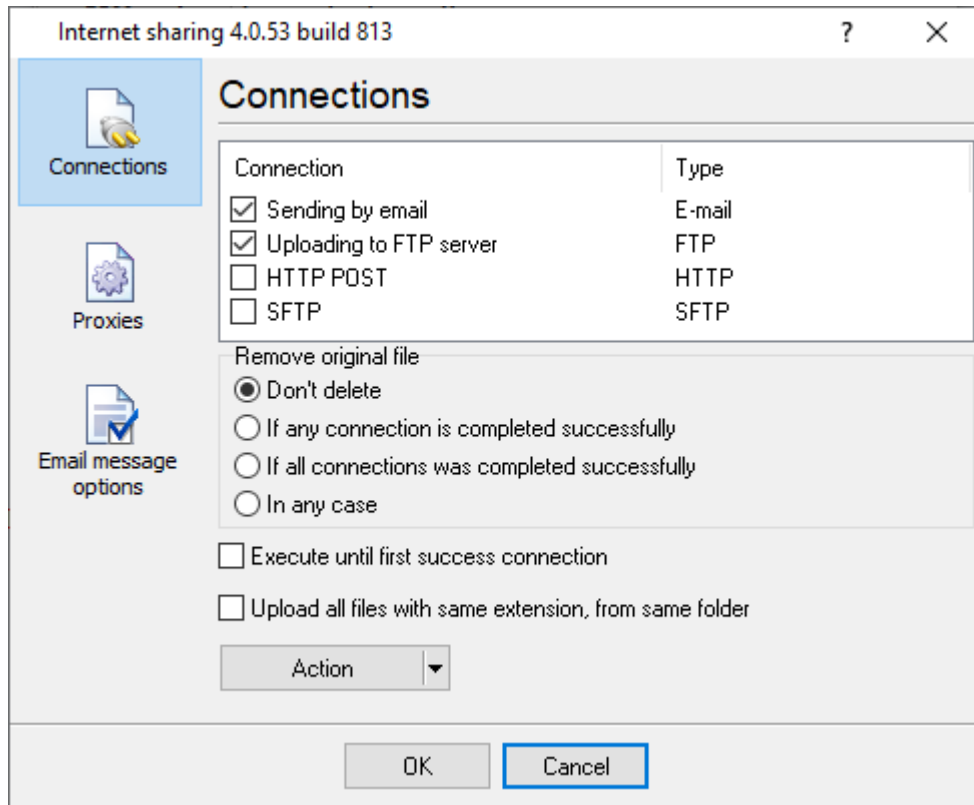 Internet sharing 4.0.53 build 813 ?
Connections
Proxies
Email message
options
Connections
Connection Type
Sending by email E-mail
Uploading to FTP server FTP
HTTP POST HTTP
SFTP SFTP
Remove original file
Don't delete
If any connection is completed successfully
If all connections was completed successfully
In any case
Execute until first success connection
Upload all files with same extension, from same folder
Action
OK Cancel